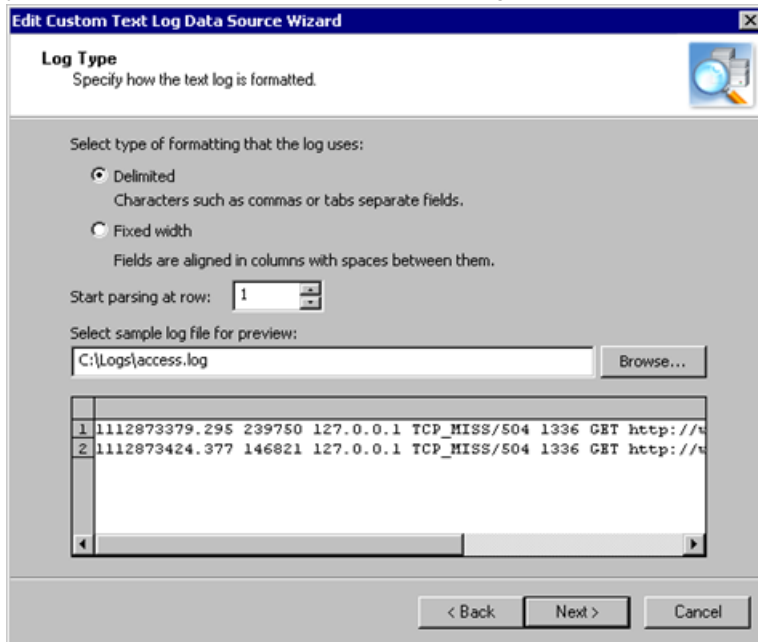 Edit Custom Text Log Data Source Wizard
Log Type
Specify how the text log is formatted.
Select type of formatting that the log uses:
Delimited
Characters such as commas or tabs separate fields.
Fixed width
Fields are aligned in columns with spaces between them.
Start parsing at row: 1
Select sample log file for preview:
C:\Logs\access.log Browse...
1 1112873379.295 239750 127.0.0.1 TCP_MISS/504 1336 GET http://
2 1112873424.377 146821 127.0.0.1 TCP_MISS/504 1336 GET http://
< Back Next > Cancel